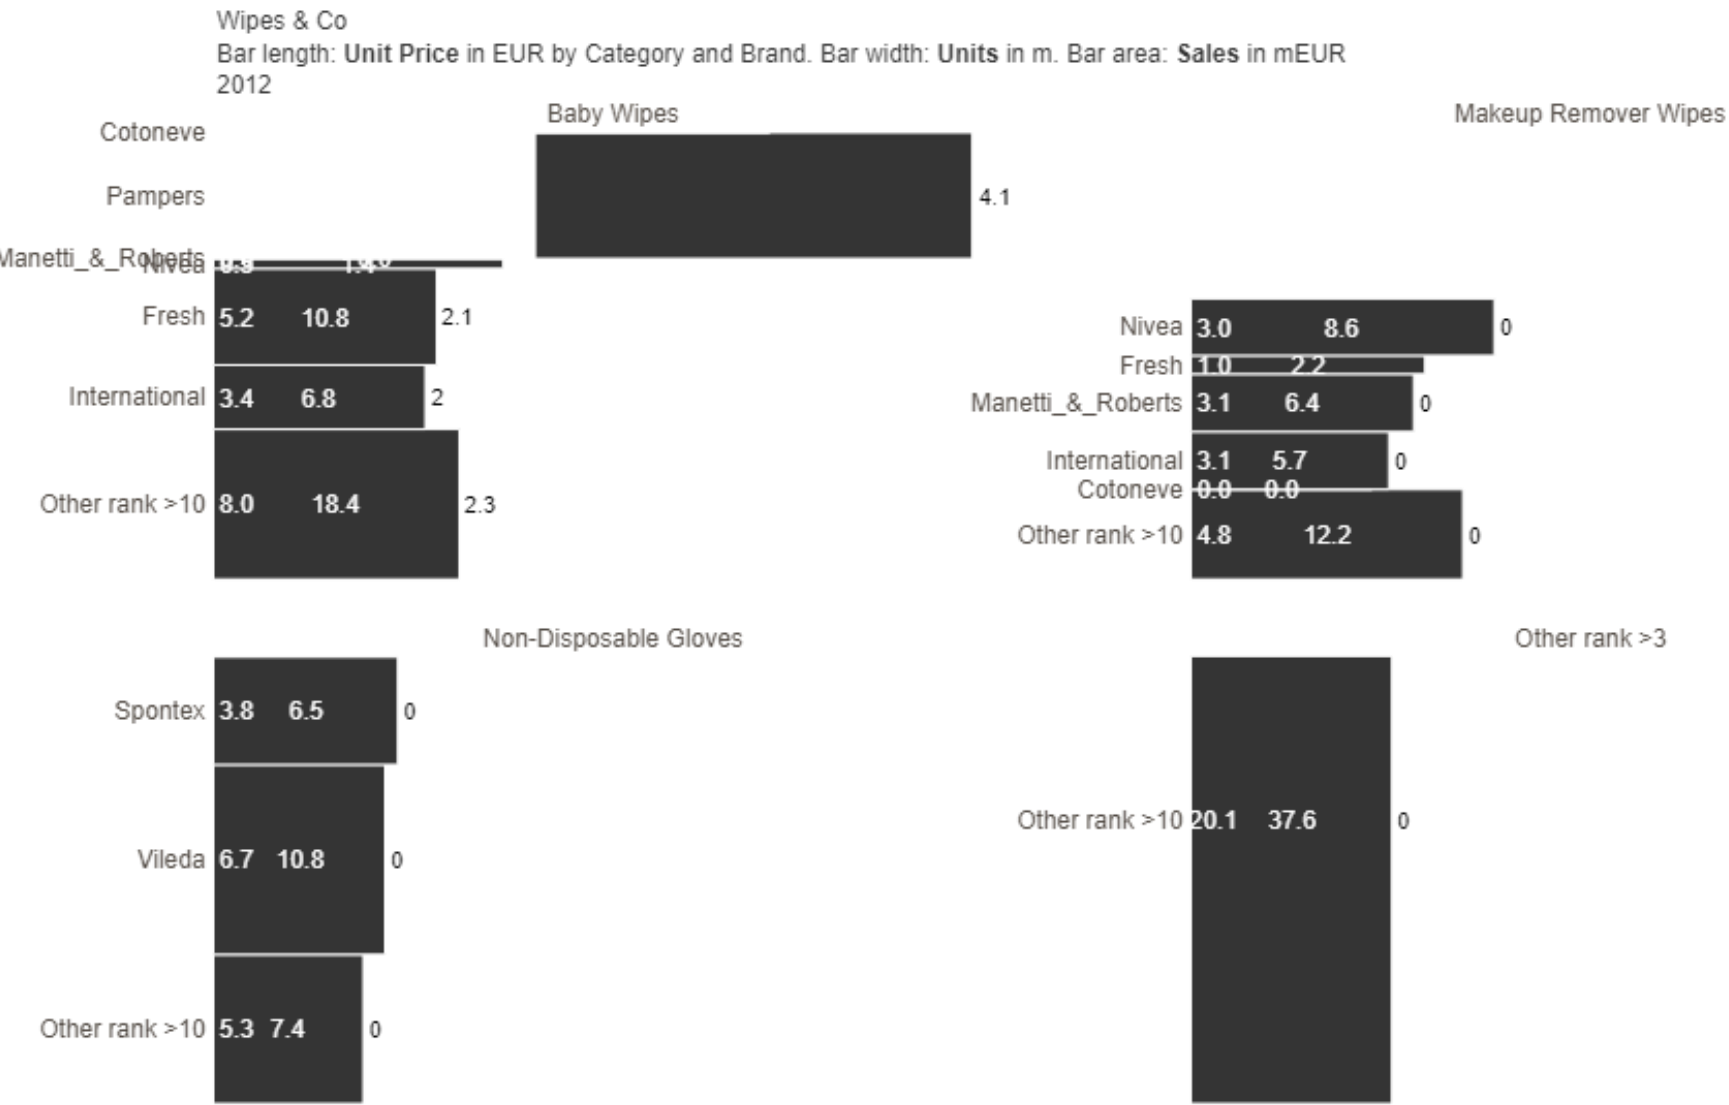 Wipes & Co
Bar length: Unit Price in EUR by Category and Brand. Bar width: Units in m. Bar area: Sales in mEUR
2012
Baby Wipes
Cotoneve
Pampers 4.1
Manetti_&_Roberts
Nivea
Fresh 5.2 10.8 2.1
International 3.4 6.8 2
Other rank >10 8.0 18.4 2.3
Makeup Remover Wipes
Nivea 3.0 8.6 0
Fresh 1.0 2.2
Manetti_&_Roberts 3.1 6.4 0
International 3.1 5.7 0
Cotoneve 0.0 0.0
Other rank >10 4.8 12.2 0
Non-Disposable Gloves
Spontex 3.8 6.5 0
Vileda 6.7 10.8 0
Other rank >10 5.3 7.4 0
Other rank >3
Other rank >10 20.1 37.6 0